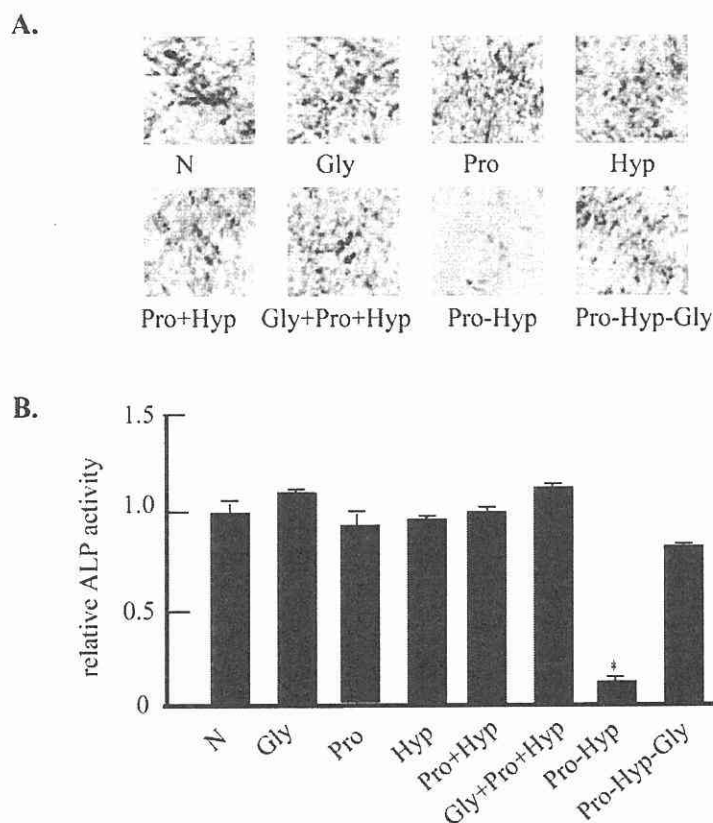 A.
N Gly Pro Hyp
Pro+Hyp Gly+Pro+Hyp Pro-Hyp Pro-Hyp-Gly
B.
relative ALP activity
1.5
1.0
0.5
0
*
N Gly Pro Hyp Pro+Hyp Gly+Pro+Hyp Pro-Hyp Pro-Hyp-Gly